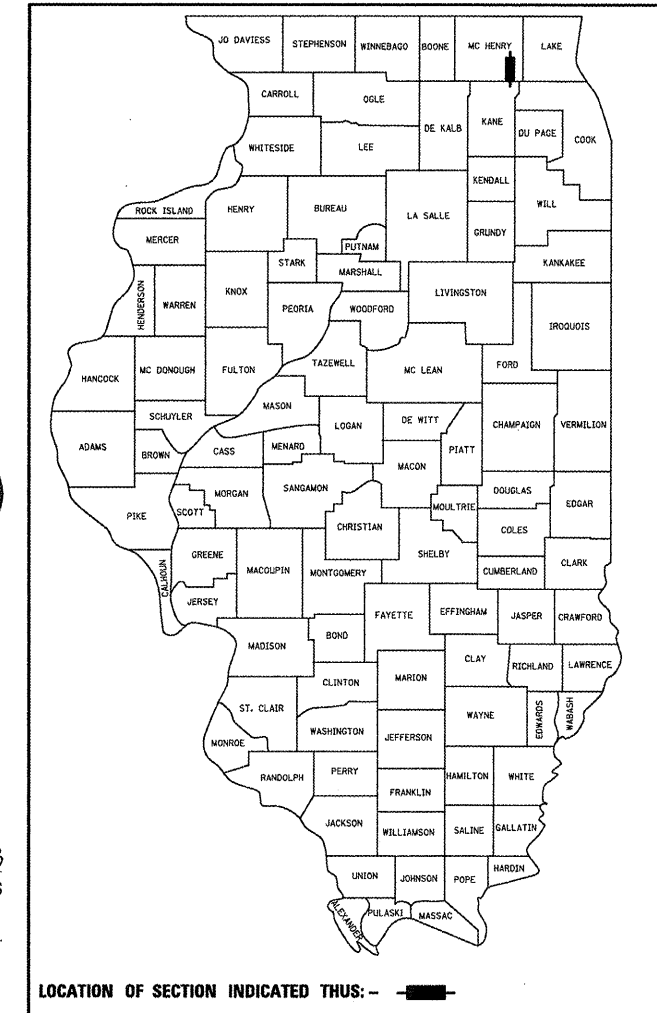 JO DAVIESS STEPHENSON WINNEBAGO BOONE MC HENRY LAKE
CARROLL OGLE DE KALB KANE DU PAGE COOK
WHITESIDE LEE KENDALL WILL
ROCK ISLAND HENRY BUREAU LA SALLE GRUNDY
MERCER PUTNAM KANKAKEE
STARK MARSHALL
HENDERSON WARREN KNOX PEORIA WOODFORD LIVINGSTON IROQUOIS
HANCOCK MC DONOUGH FULTON TAZEWELL MC LEAN FORD
SCHUYLER MASON LOGAN DE WITT CHAMPAIGN VERMILION
ADAMS BROWN CASS MENARD MACON PIATT
PIKE SCOTT MORGAN SANGAMON MOULTRIE DOUGLAS EDGAR
CHRISTIAN COLES
CALHOUN GREENE MACOUPIN MONTGOMERY SHELBY CUMBERLAND CLARK
JERSEY FAYETTE EFFINGHAM JASPER CRAWFORD
MADISON BOND CLAY RICHLAND LAWRENCE
CLINTON MARION
ST. CLAIR WASHINGTON WAYNE EDWARDS WABASH
MONROE JEFFERSON
RANDOLPH PERRY HAMILTON WHITE
FRANKLIN
JACKSON WILLIAMSON SALINE GALLATIN
UNION JOHNSON POPE HARDIN
ALEXANDER PULASKI MASSAC
LOCATION OF SECTION INDICATED THUS: -